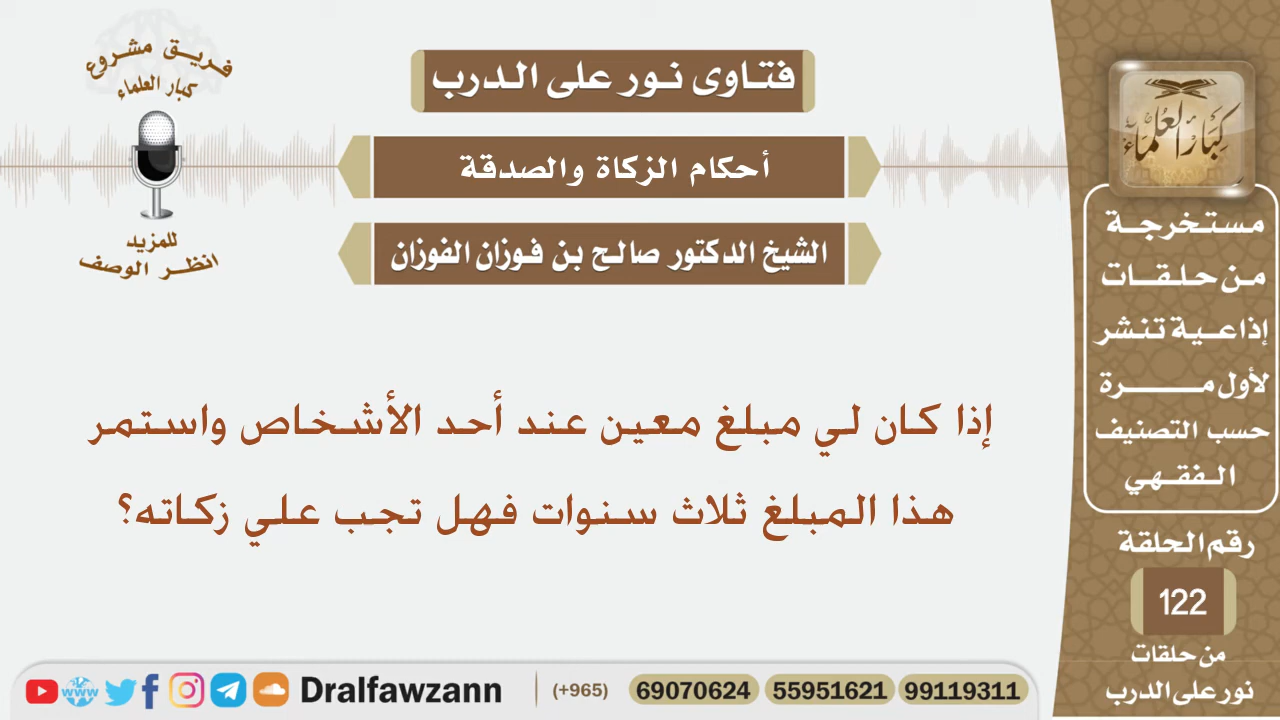 فريق مشروع
كبار العلماء
للمزيد
انظر الوصف
فتاوى نور على الدرب
أحكام الزكاة والصدقة
الشيخ الدكتور صالح بن فوزان الفوزان
إذا كان لي مبلغ معين عند أحد الأشخاص واستمر
هذا المبلغ ثلاث سنوات فهل تجب علي زكاته؟
كبار العلماء
مستخرجة
من حلقات
إذاعية تنشر
لأول مرة
حسب التصنيف
الفقهي
رقم الحلقة
122
من حلقات
نور على الدرب
www
Dralfawzann
(+965)
69070624
55951621
99119311